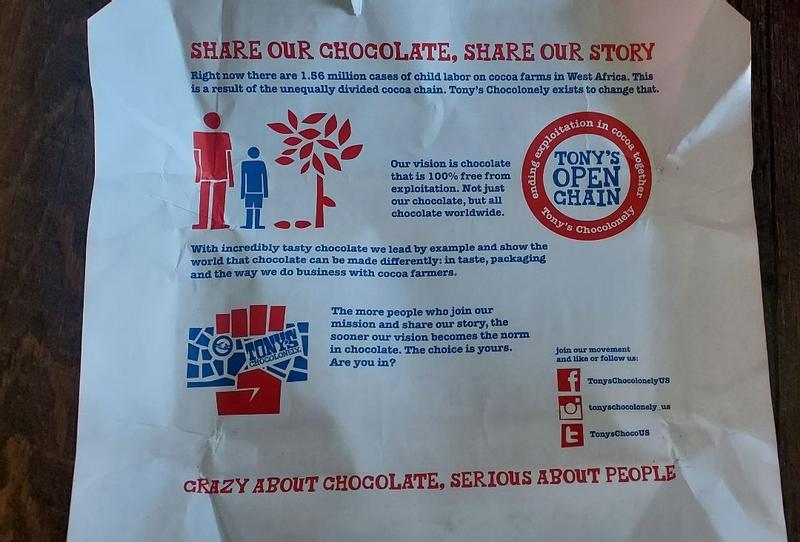 SHARE OUR CHOCOLATE, SHARE OUR STORY
Right now there are 1.56 million cases of child labor on cocoa farms in West Africa. This
is a result of the unequally divided cocoa chain. Tony's Chocolonely exists to change that.
Our vision is chocolate
that is 100% free from
exploitation. Not just
our chocolate, but all
chocolate worldwide.
ending exploitation in cocoa together
TONY'S
OPEN
CHAIN
Tony's Chocolonely
With incredibly tasty chocolate we lead by example and show the
world that chocolate can be made differently: in taste, packaging
and the way we do business with cocoa farmers.
TONY'S
CHOCOLONELY
The more people who join our
mission and share our story, the
sooner our vision becomes the norm
in chocolate. The choice is yours.
Are you in?
join our movement
and like or follow us:
f TonysChocolonelyUS
tonyschocolonely_us
t TonysChocoUS
CRAZY ABOUT CHOCOLATE, SERIOUS ABOUT PEOPLE